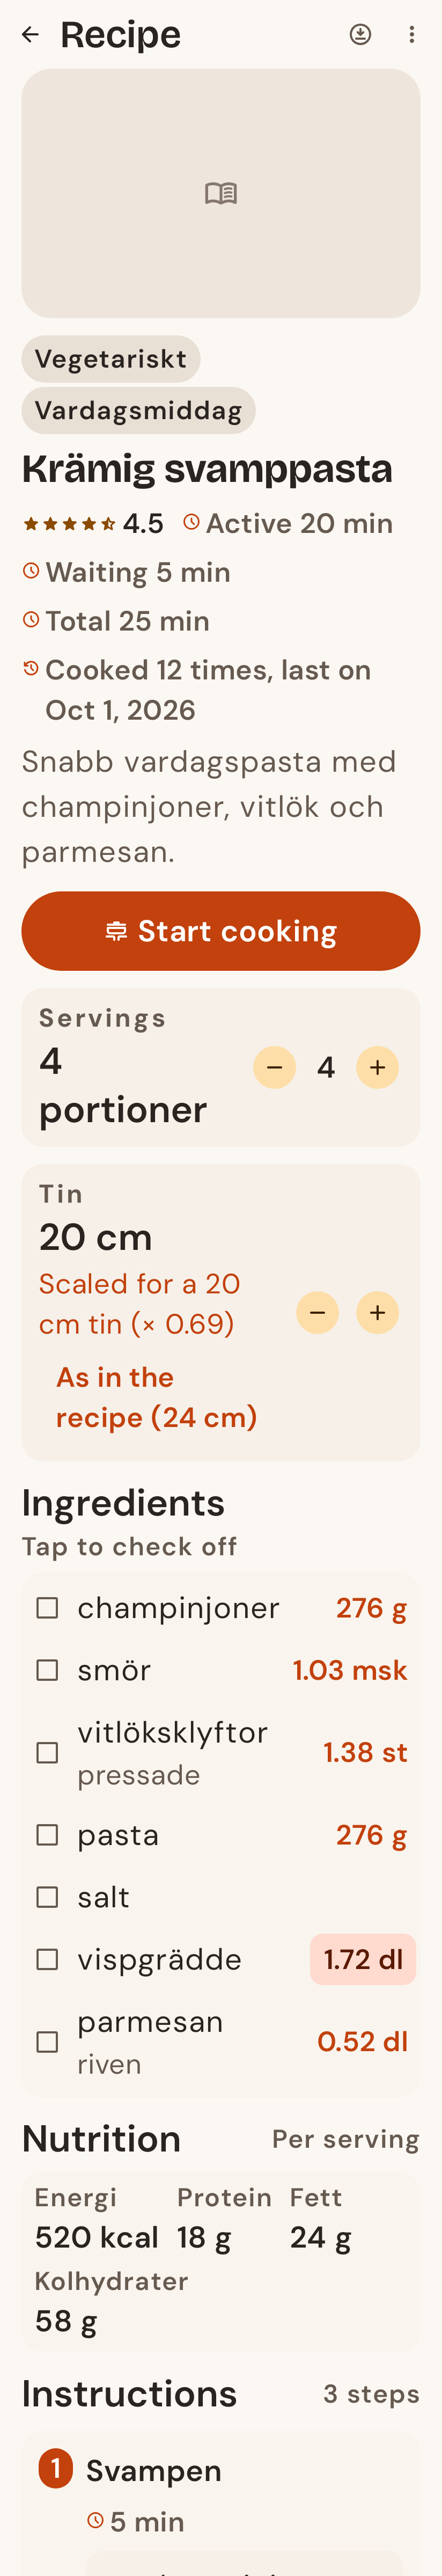 Recipe
Vegetariskt
Vardagsmiddag
Krämig svamppasta
4.5 Active 20 min
Waiting 5 min
Total 25 min
Cooked 12 times, last on
Oct 1, 2026
Snabb vardagspasta med
champinjoner, vitlök och
parmesan.
Start cooking
Servings
4
portioner
− 4 +
Tin
20 cm
Scaled for a 20
cm tin (× 0.69)
− +
As in the
recipe (24 cm)
Ingredients
Tap to check off
champinjoner 276 g
smör 1.03 msk
vitlöksklyftor
pressade
1.38 st
pasta 276 g
salt
vispgrädde 1.72 dl
parmesan
riven
0.52 dl
Nutrition Per serving
Energi Protein Fett
520 kcal 18 g 24 g
Kolhydrater
58 g
Instructions 3 steps
1 Svampen
5 min